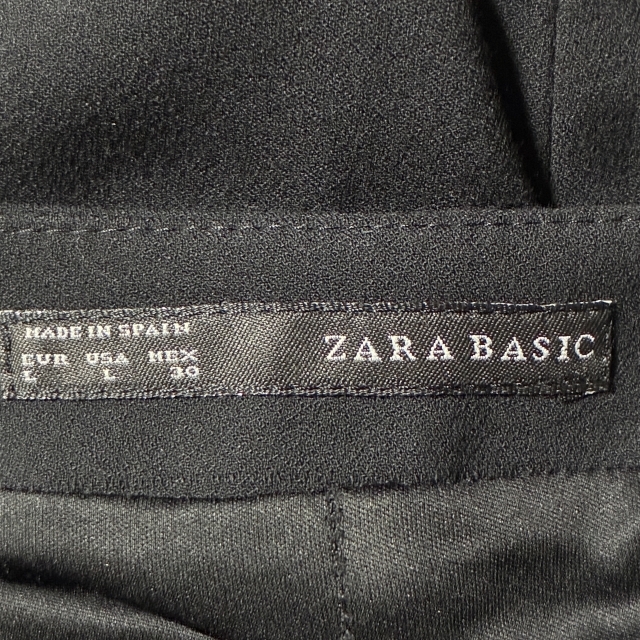 MADE IN SPAIN
EUR USA MEX
L L 30
ZARA BASIC